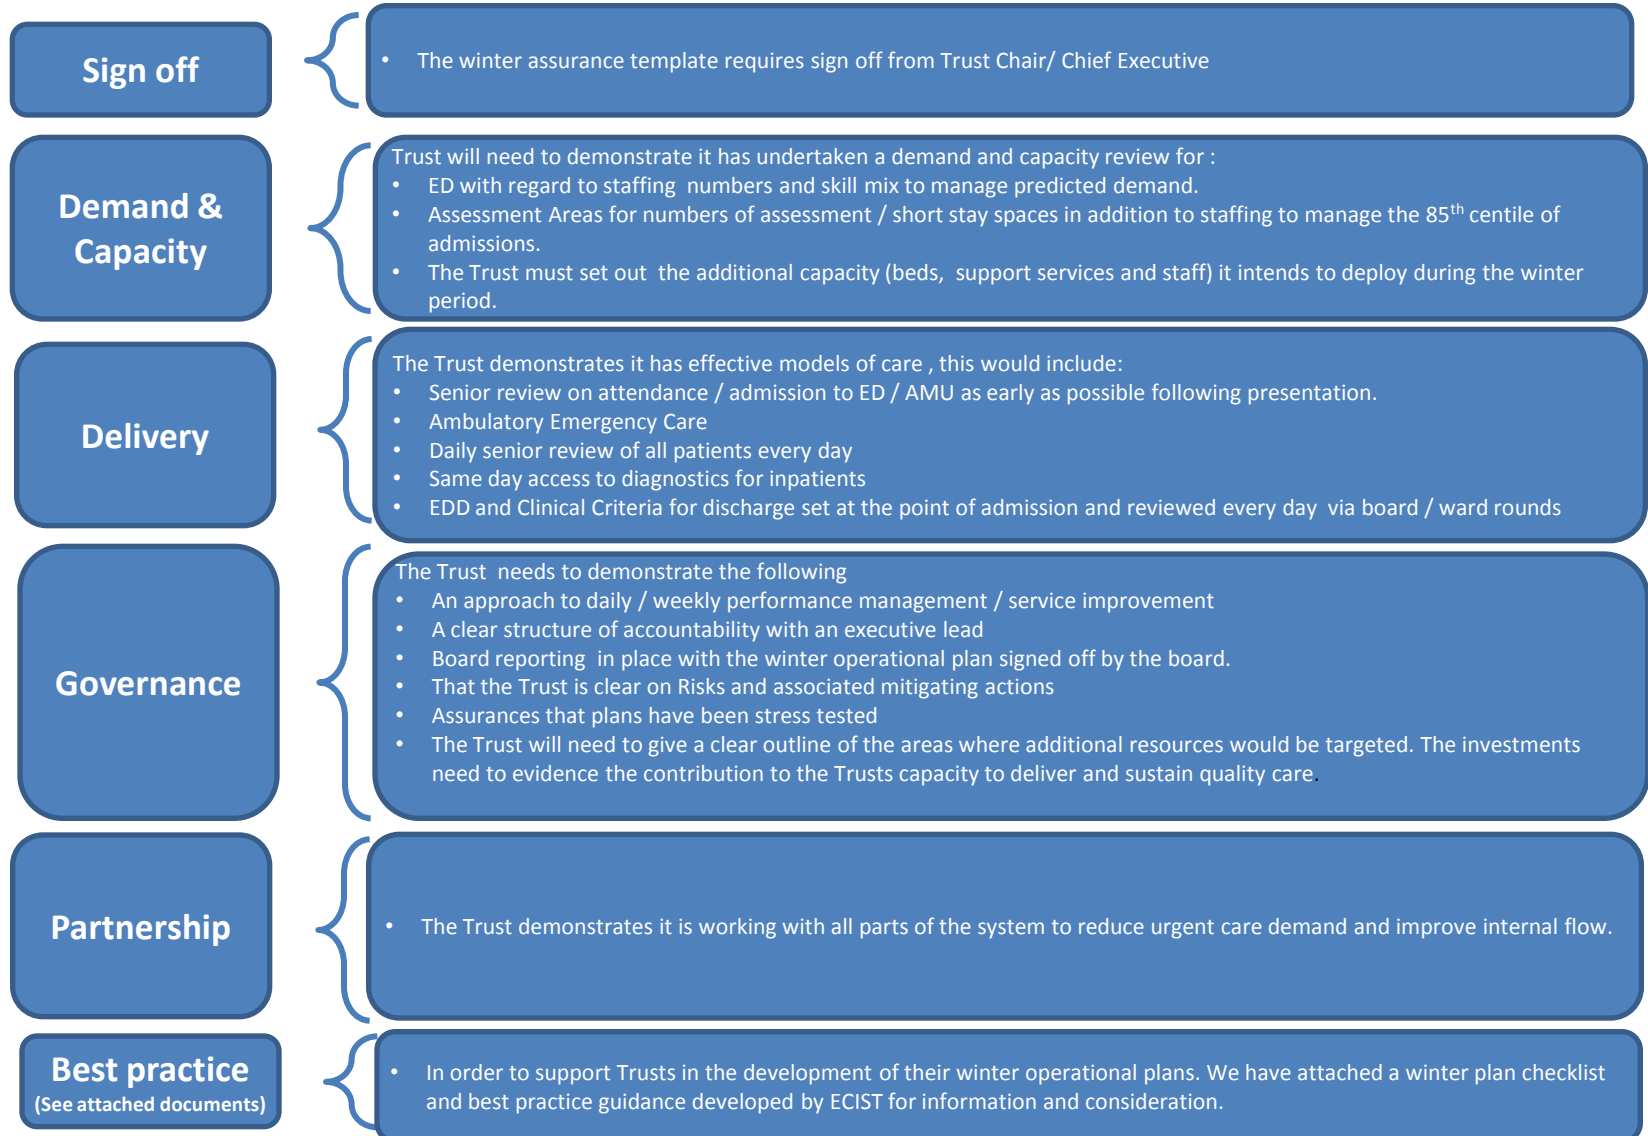 Sign off
• The winter assurance template requires sign off from Trust Chair/ Chief Executive
Demand &
Capacity
Trust will need to demonstrate it has undertaken a demand and capacity review for :
• ED with regard to staffing numbers and skill mix to manage predicted demand.
• Assessment Areas for numbers of assessment / short stay spaces in addition to staffing to manage the 85th centile of
admissions.
• The Trust must set out the additional capacity (beds, support services and staff) it intends to deploy during the winter
period.
Delivery
The Trust demonstrates it has effective models of care , this would include:
• Senior review on attendance / admission to ED / AMU as early as possible following presentation.
• Ambulatory Emergency Care
• Daily senior review of all patients every day
• Same day access to diagnostics for inpatients
• EDD and Clinical Criteria for discharge set at the point of admission and reviewed every day via board / ward rounds
Governance
The Trust needs to demonstrate the following
• An approach to daily / weekly performance management / service improvement
• A clear structure of accountability with an executive lead
• Board reporting in place with the winter operational plan signed off by the board.
• That the Trust is clear on Risks and associated mitigating actions
• Assurances that plans have been stress tested
• The Trust will need to give a clear outline of the areas where additional resources would be targeted. The investments
need to evidence the contribution to the Trusts capacity to deliver and sustain quality care.
Partnership
• The Trust demonstrates it is working with all parts of the system to reduce urgent care demand and improve internal flow.
Best practice
(See attached documents)
• In order to support Trusts in the development of their winter operational plans. We have attached a winter plan checklist
and best practice guidance developed by ECIST for information and consideration.